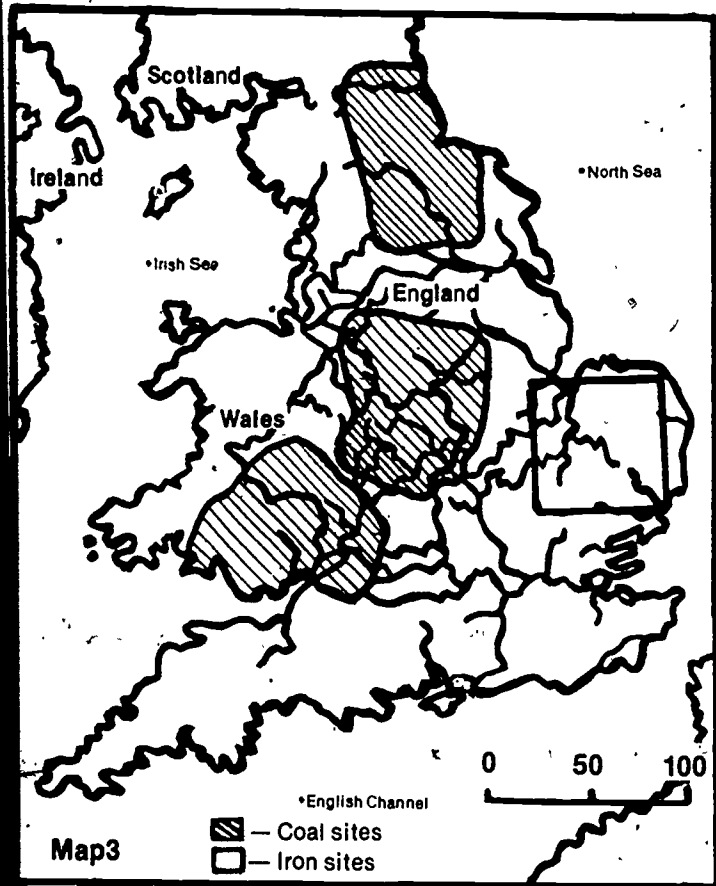 Scotland
Ireland
•North Sea
•Irish Sea
England
Wales
0 50 100
•English Channel
— Coal sites
Map3
— Iron sites